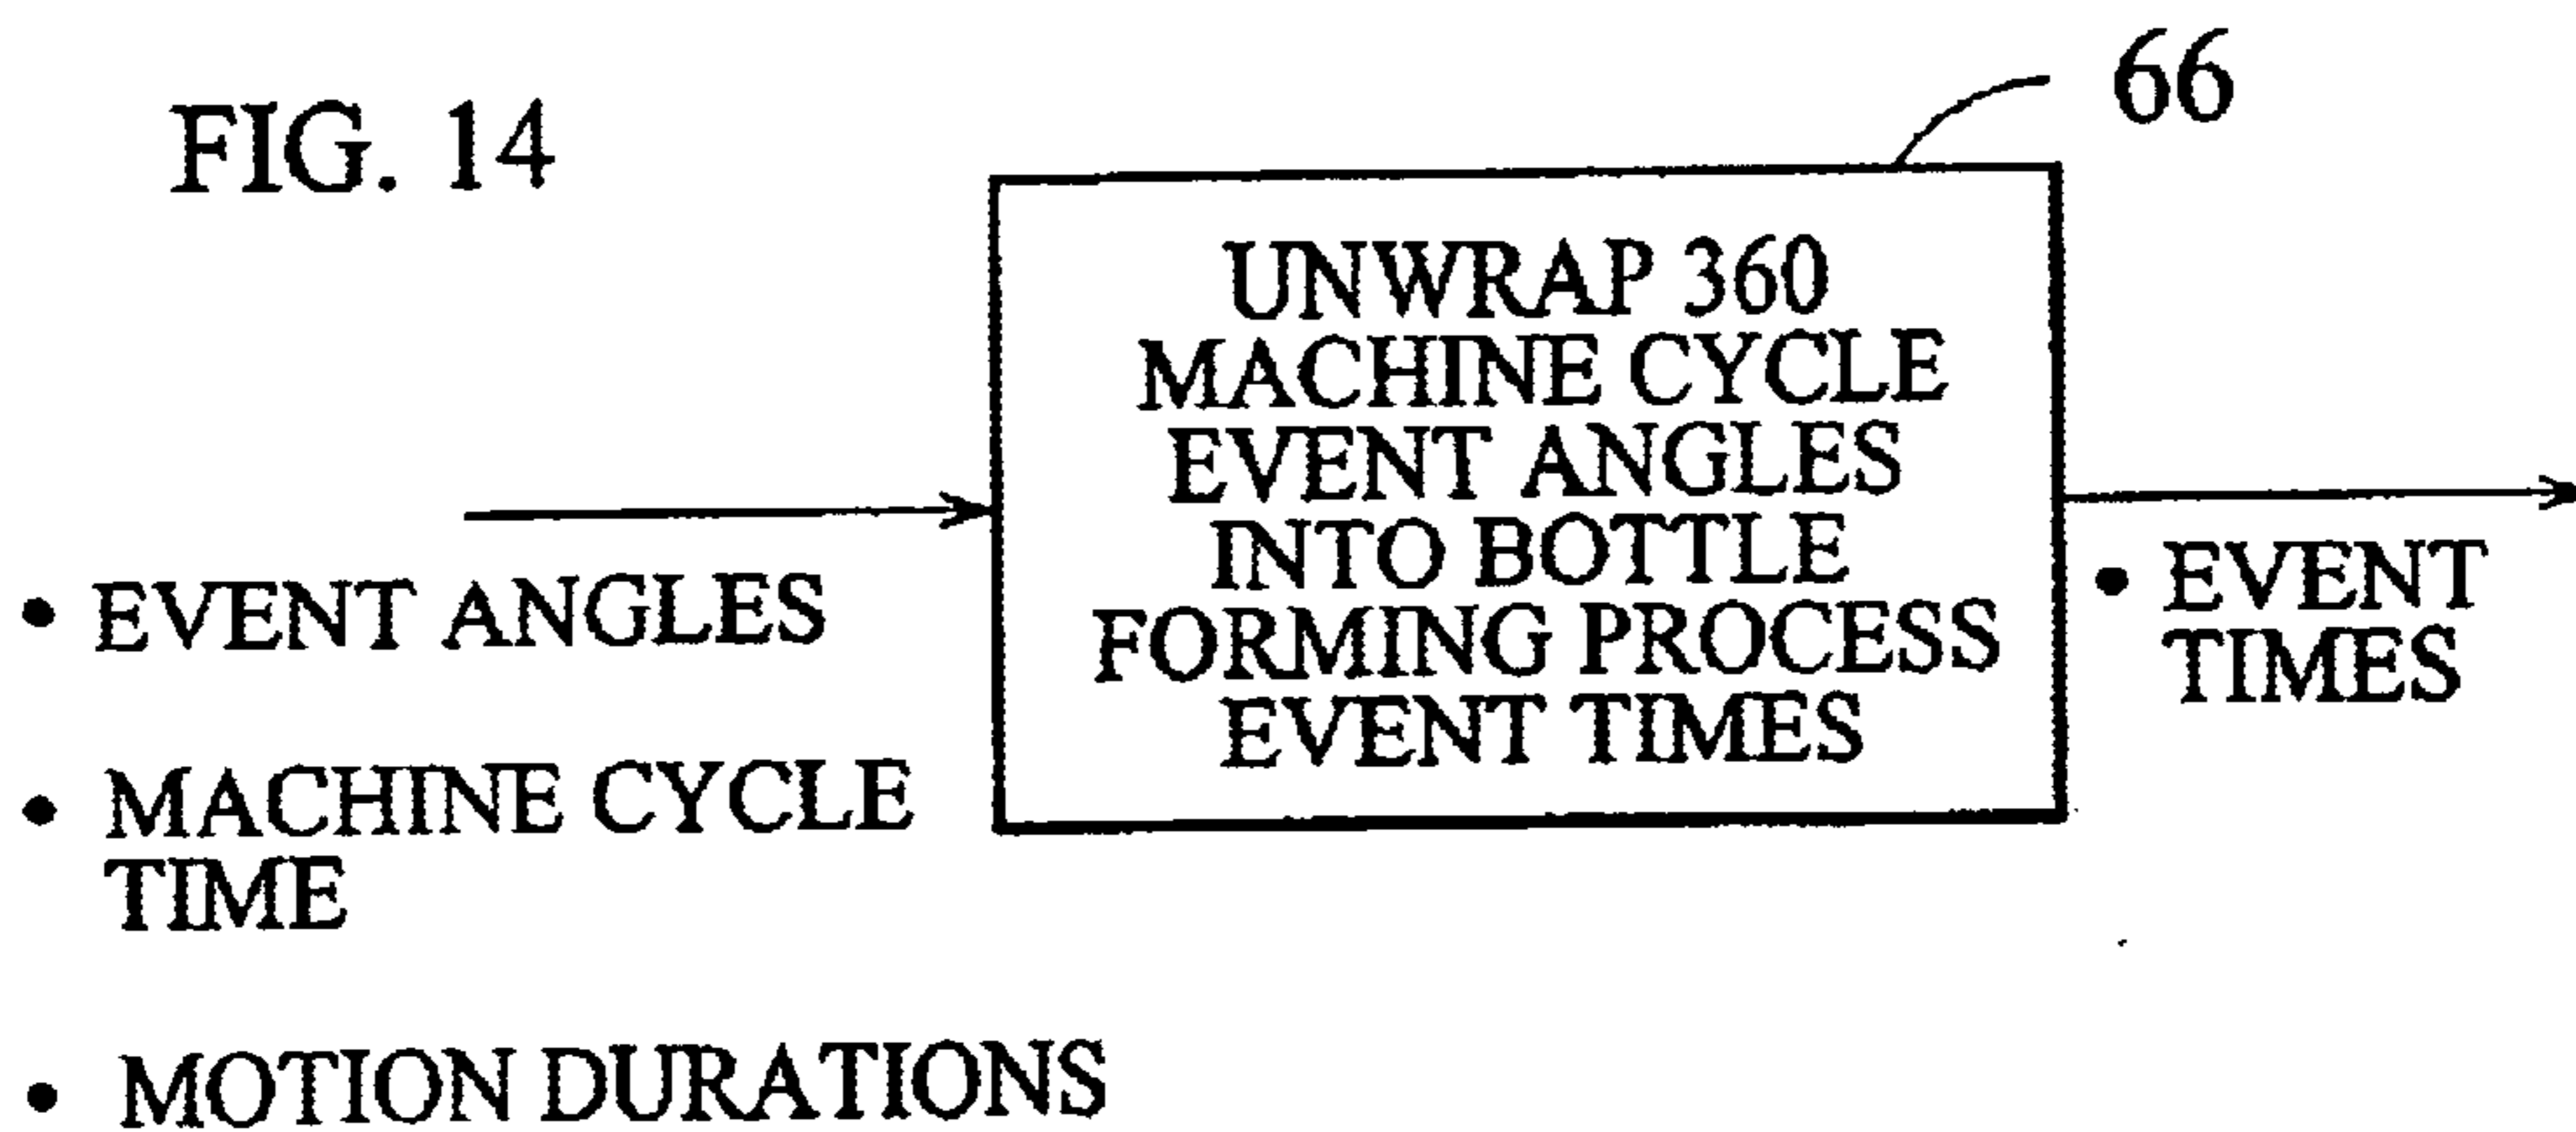 FIG. 14
66
UNWRAP 360
MACHINE CYCLE
EVENT ANGLES
INTO BOTTLE
FORMING PROCESS
EVENT TIMES
• EVENT ANGLES
• MACHINE CYCLE
TIME
• MOTION DURATIONS
• EVENT
TIMES